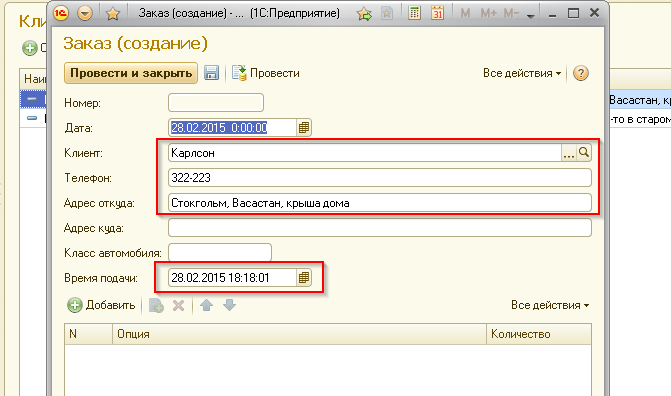 Заказ (создание) - ... (1С:Предприятие)
M M+ M-
31
Кли
Заказ (создание)
Провести и закрыть
Провести
Все действия
?
Номер:
Наи
Дата: 28.02.2015 0:00:00
Васастан, кр
Клиент: Карлсон
...
-то в старом
Телефон: 322-223
Адрес откуда: Стокгольм, Васастан, крыша дома
Адрес куда:
Класс автомобиля:
Время подачи: 28.02.2015 18:18:01
Добавить
Все действия
N Опция Количество